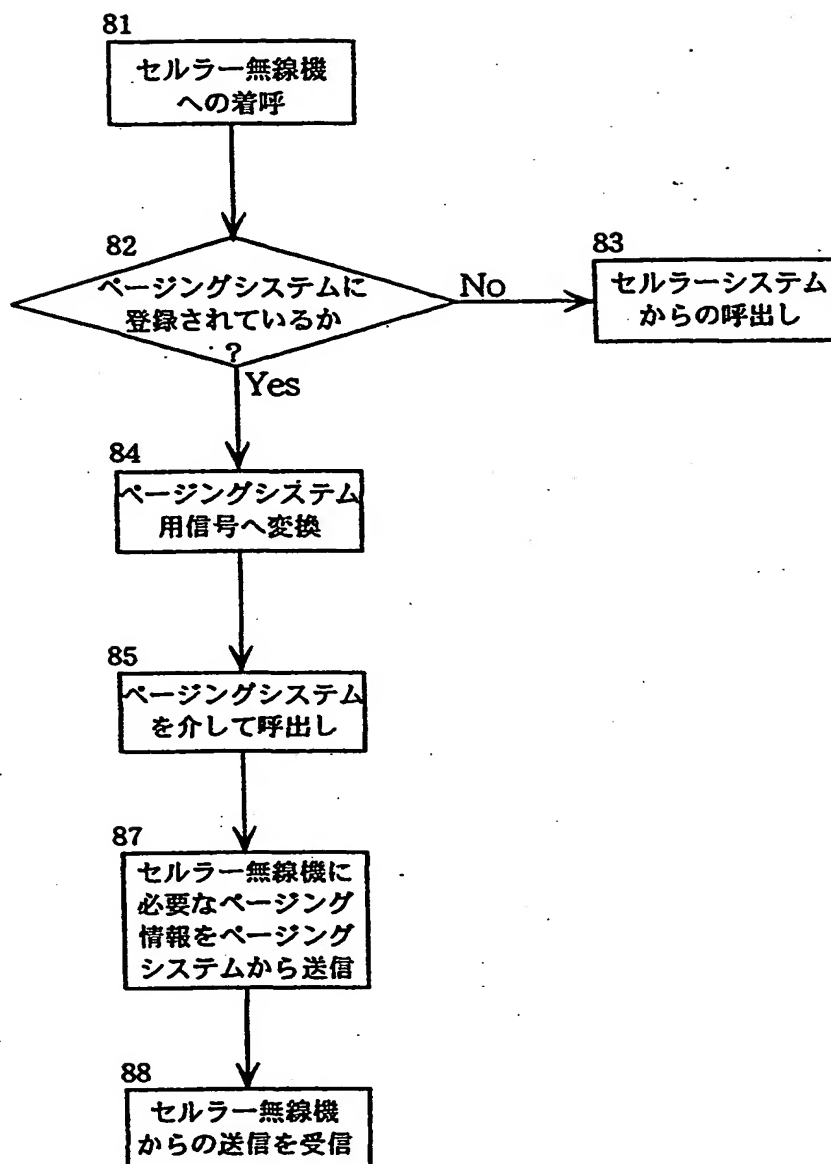 81
セルラー無線機
への着呼
82
ページングシステムに
登録されているか
?
No
83
セルラーシステム
からの呼出し
Yes
84
ページングシステム
用信号へ変換
85
ページングシステム
を介して呼出し
87
セルラー無線機に
必要なページング
情報をページング
システムから送信
88
セルラー無線機
からの送信を受信